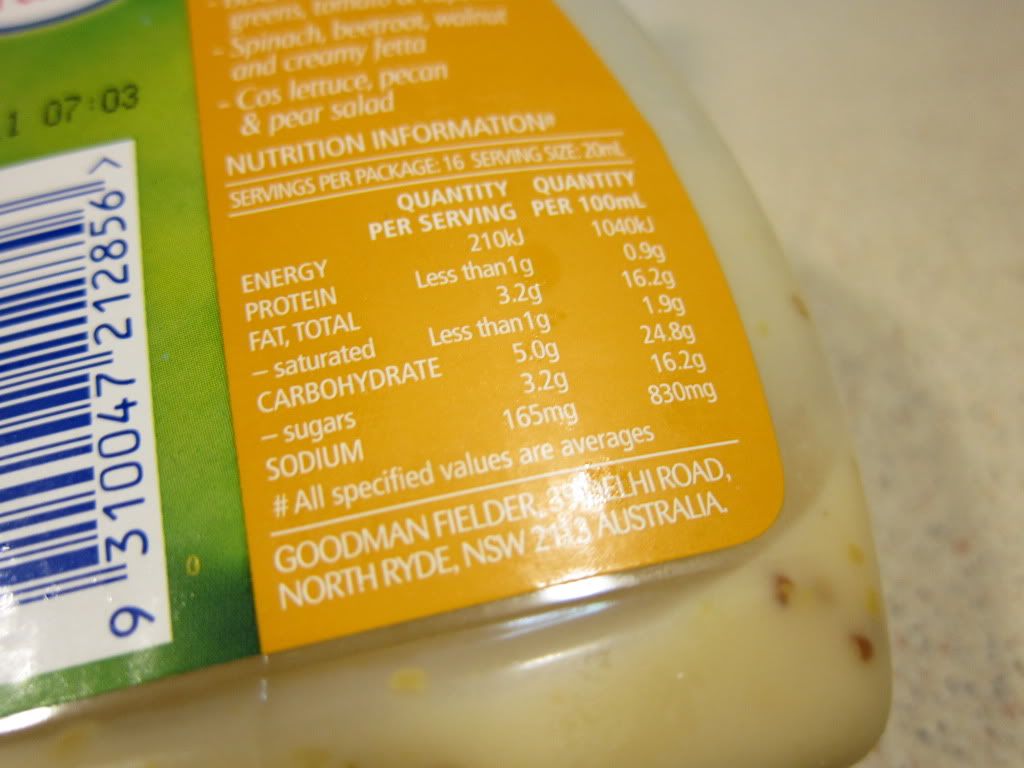 greens, tomato &
- Spinach, beetroot, walnut
and creamy fetta
- Cos lettuce, pecan
& pear salad
1 07:03
NUTRITION INFORMATION#
SERVINGS PER PACKAGE: 16 SERVING SIZE: 20mL
QUANTITY PER SERVING QUANTITY PER 100mL
ENERGY 210kJ 1040kJ
PROTEIN Less than1g 0.9g
FAT, TOTAL 3.2g 16.2g
– saturated Less than1g 1.9g
CARBOHYDRATE 5.0g 24.8g
– sugars 3.2g 16.2g
SODIUM 165mg 830mg
# All specified values are averages
GOODMAN FIELDER, ROAD,
NORTH RYDE, NSW AUSTRALIA.
9 310047 212856 >